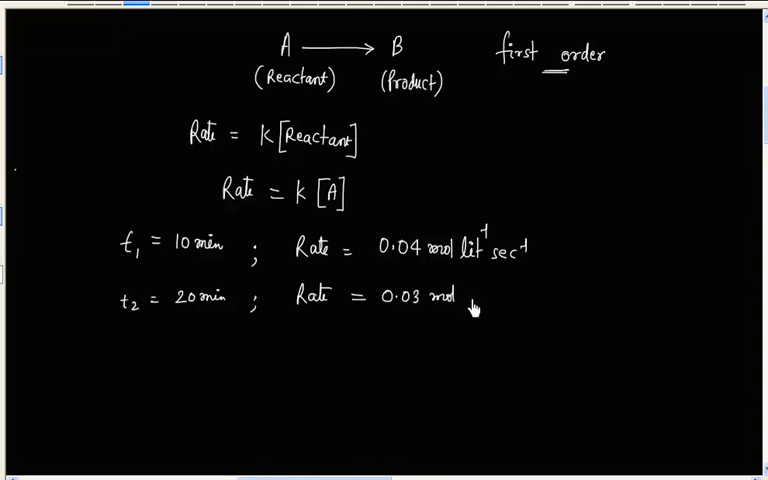 A ⟶ B first order
(Reactant) (Product)
Rate = K [Reactant]
Rate = K [A]
t₁ = 10 min ; Rate = 0.04 mol lit⁻¹ sec⁻¹
t₂ = 20 min ; Rate = 0.03 mol